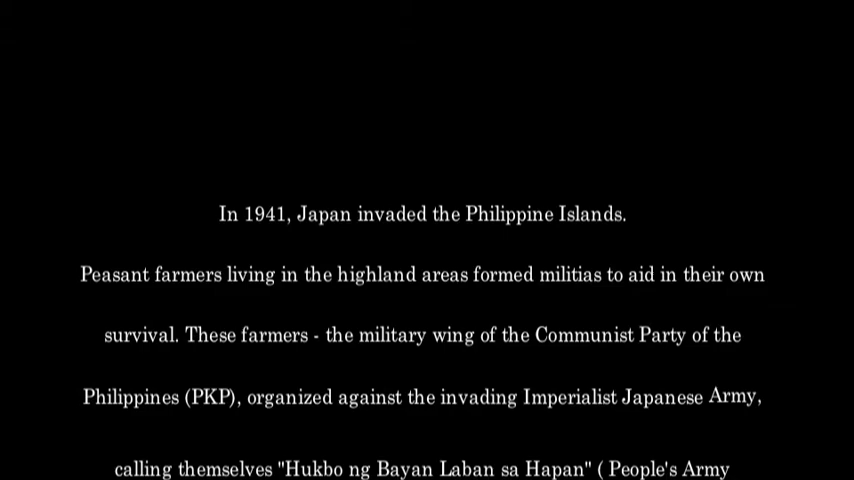 In 1941, Japan invaded the Philippine Islands.
Peasant farmers living in the highland areas formed militias to aid in their own
survival. These farmers - the military wing of the Communist Party of the
Philippines (PKP), organized against the invading Imperialist Japanese Army,
calling themselves "Hukbo ng Bayan Laban sa Hapan" ( People's Army